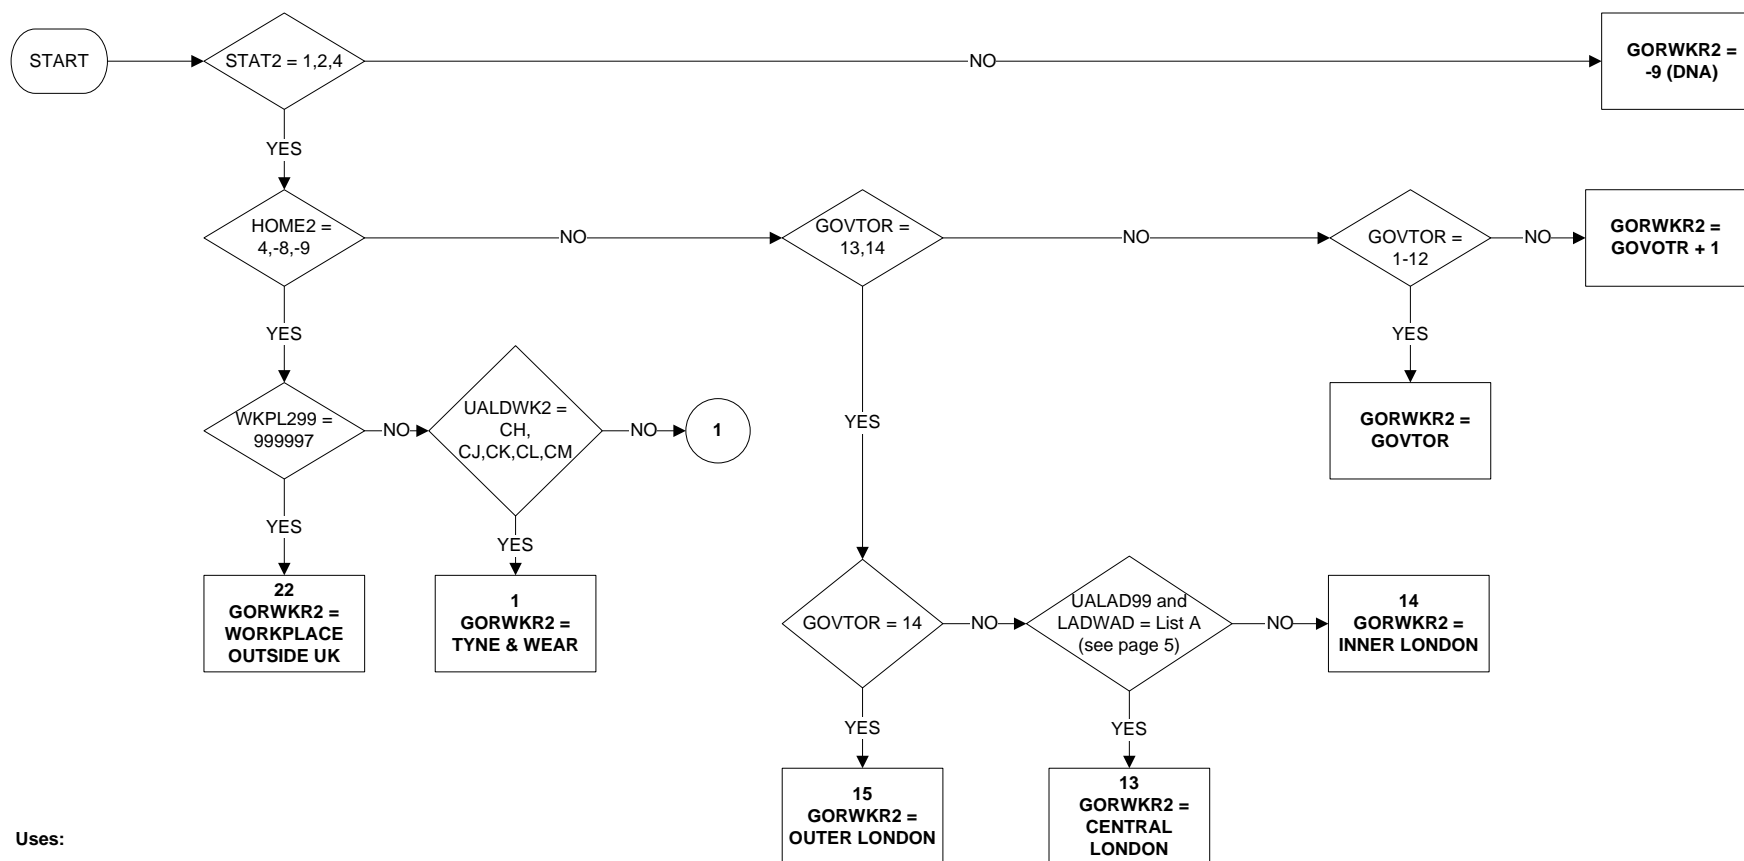 START
STAT2 = 1,2,4
NO
GORWKR2 =
-9 (DNA)
YES
HOME2 =
4,-8,-9
NO
GOVTOR =
13,14
NO
GOVTOR =
1-12
NO
GORWKR2 =
GOVOTR + 1
YES
YES
GORWKR2 =
GOVTOR
WKPL299 =
999997
NO
UALDWK2 =
CH,
CJ,CK,CL,CM
NO
1
YES
YES
YES
22
GORWKR2 =
WORKPLACE
OUTSIDE UK
1
GORWKR2 =
TYNE & WEAR
GOVTOR = 14
NO
UALAD99 and
LADWAD = List A
(see page 5)
NO
14
GORWKR2 =
INNER LONDON
YES
YES
15
GORWKR2 =
OUTER LONDON
13
GORWKR2 =
CENTRAL
LONDON
Uses: